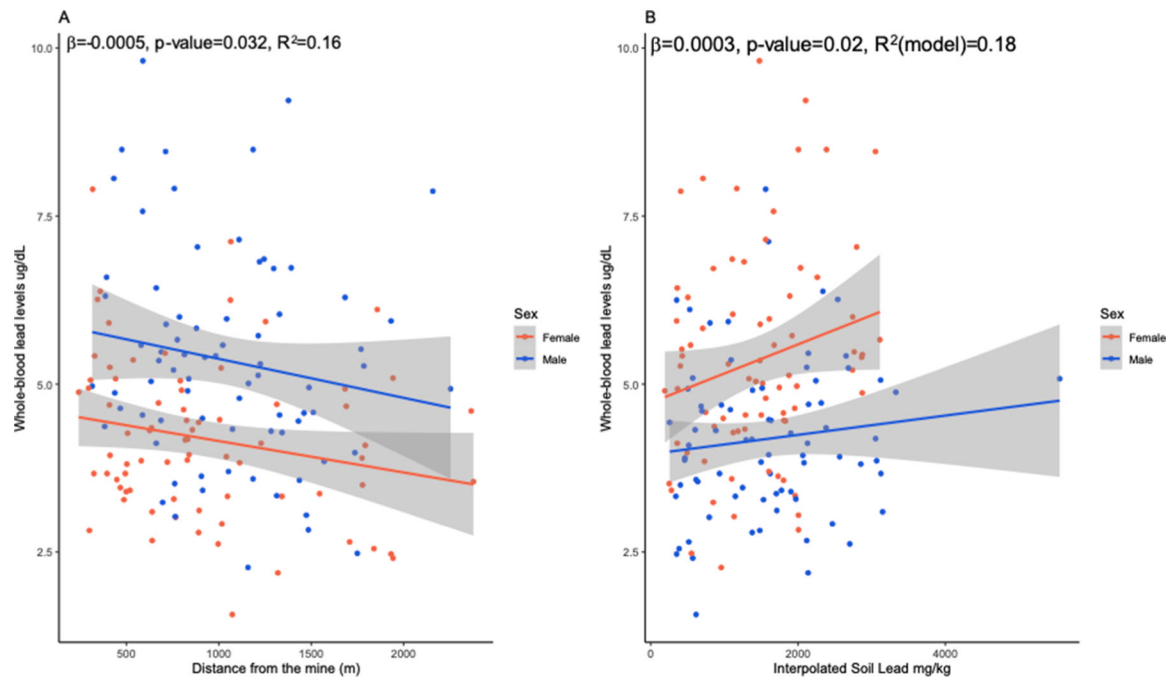 A
β=-0.0005, p-value=0.032, R²=0.16
10.0
7.5
5.0
2.5
Whole-blood lead levels ug/dL
500
1000
1500
2000
Distance from the mine (m)
Sex
Female
Male
B
β=0.0003, p-value=0.02, R²(model)=0.18
10.0
7.5
5.0
2.5
Whole-blood lead levels ug/dL
0
2000
4000
Interpolated Soil Lead mg/kg
Sex
Female
Male